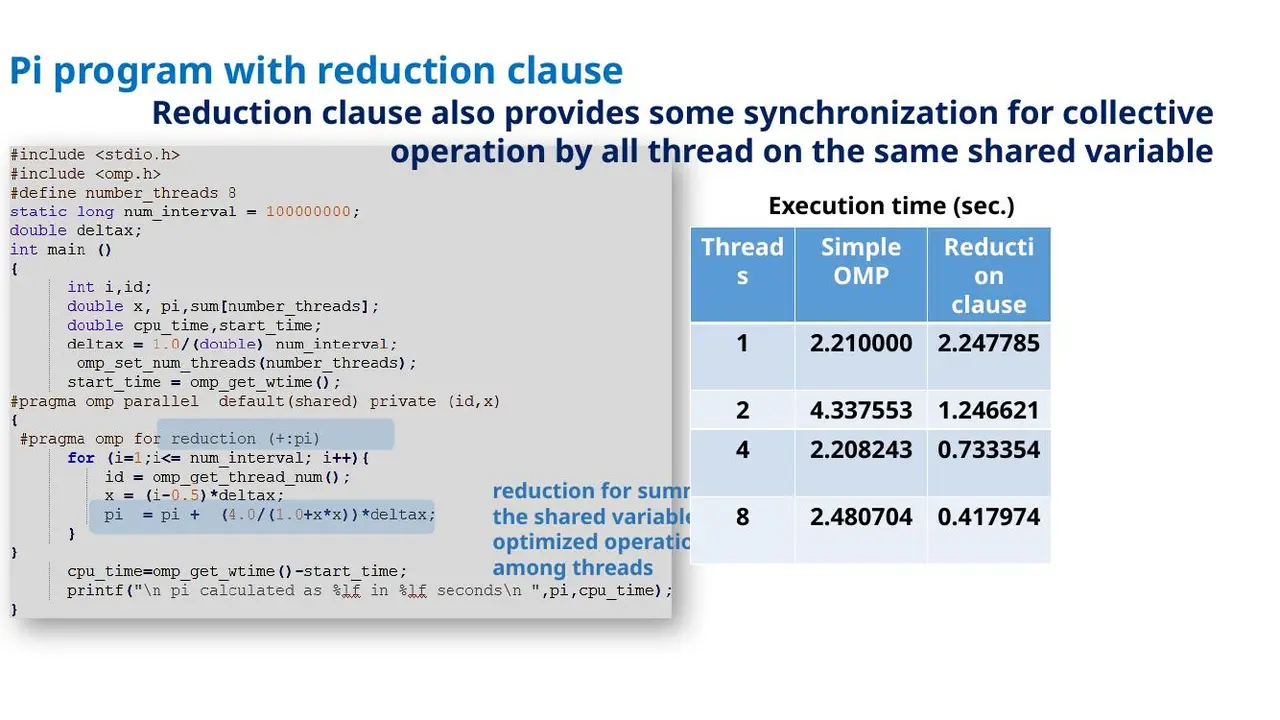 Pi program with reduction clause
Reduction clause also provides some synchronization for collective
operation by all thread on the same shared variable
#include <stdio.h>
#include <omp.h>
#define number_threads 8
static long num_interval = 100000000;
double deltax;
int main ()
{
int i,id;
double x, pi,sum[number_threads];
double cpu_time,start_time;
deltax = 1.0/(double) num_interval;
omp_set_num_threads(number_threads);
start_time = omp_get_wtime();
#pragma omp parallel  default(shared) private (id,x)
{
#pragma omp for reduction (+:pi)
for (i=1;i<= num_interval; i++){
id = omp_get_thread_num();
x = (i-0.5)*deltax;
pi  = pi +  (4.0/(1.0+x*x))*deltax;
}
}
cpu_time=omp_get_wtime()-start_time;
printf("\n pi calculated as %lf in %lf seconds\n ",pi,cpu_time);
}
reduction for
the shared
optimized
among threads
Execution time (sec.)
Thread
s
Simple
OMP
Reducti
on
clause
1 2.210000 2.247785
2 4.337553 1.246621
4 2.208243 0.733354
8 2.480704 0.417974